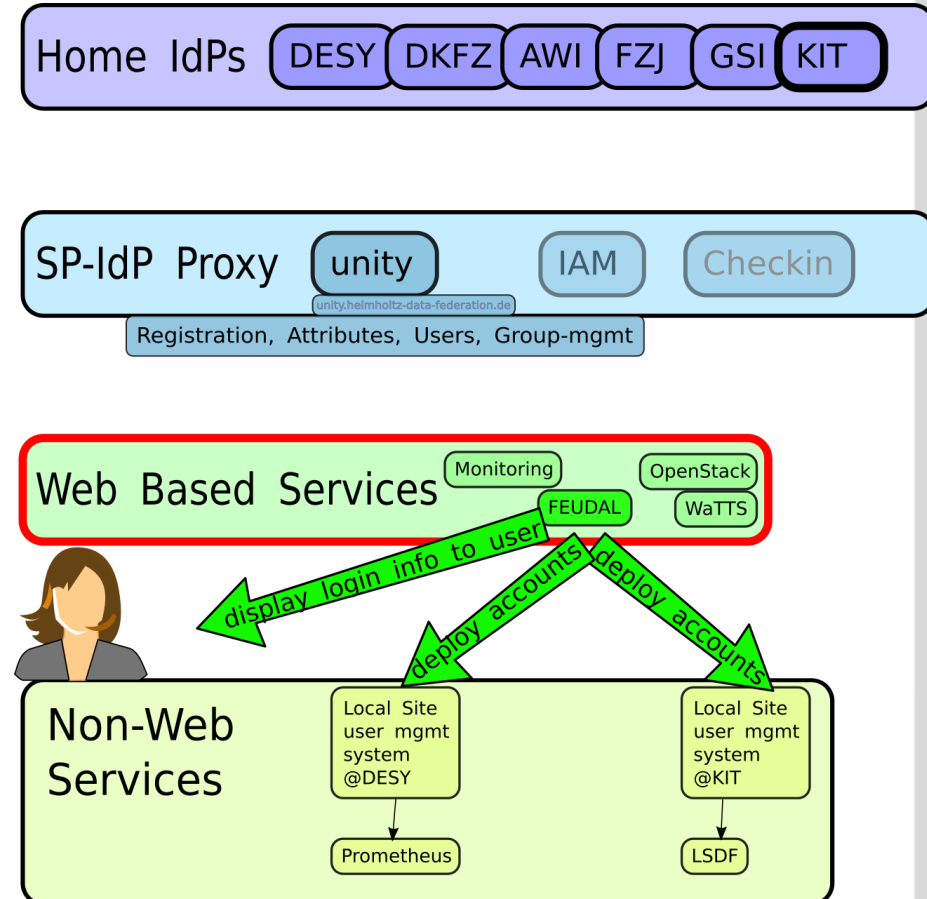 Home IdPs DESY DKFZ AWI FZJ GSI KIT
SP-IdP Proxy unity IAM Checkin
unity.helmholtz-data-federation.de
Registration, Attributes, Users, Group-mgmt
Web Based Services
Monitoring
OpenStack
FEUDAL
WaTTS
display login info to user
deploy accounts
deploy accounts
Non-Web
Services
Local Site
user mgmt
system
@DESY
Prometheus
Local Site
user mgmt
system
@KIT
LSDF